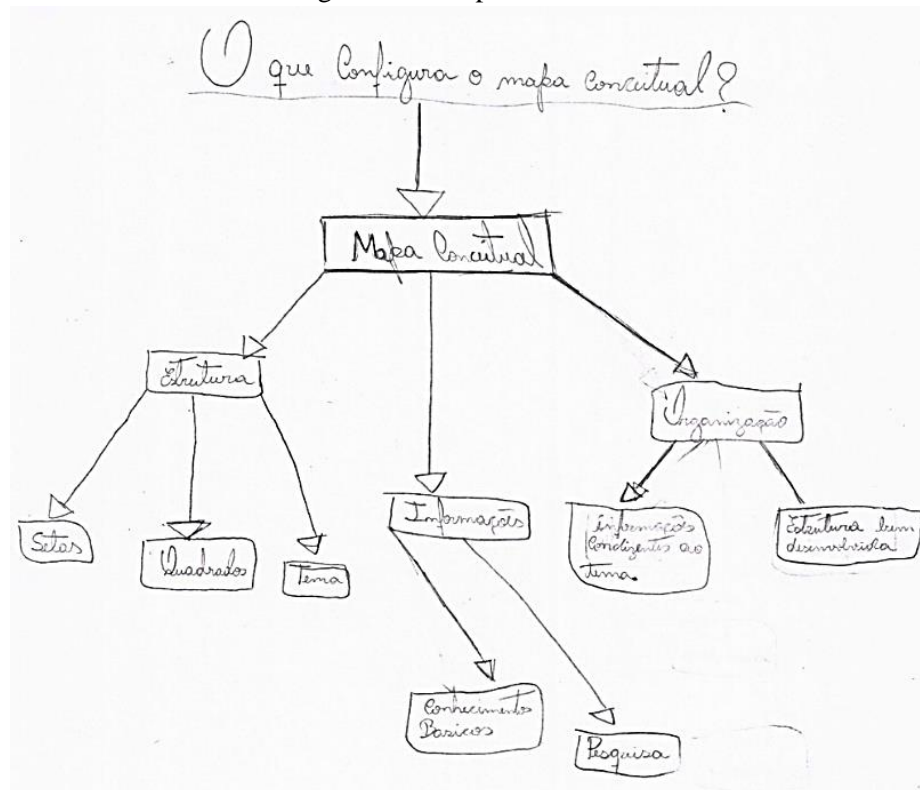 O que Configura o mapa conceitual?
Mapa Conceitual
Estrutura
Organização
Setas
Quadrados
Tema
Informações
informações
Condizentes ao
tema.
Estrutura bem
desenvolvida
Conhecimentos
Basicos
Pesquisa